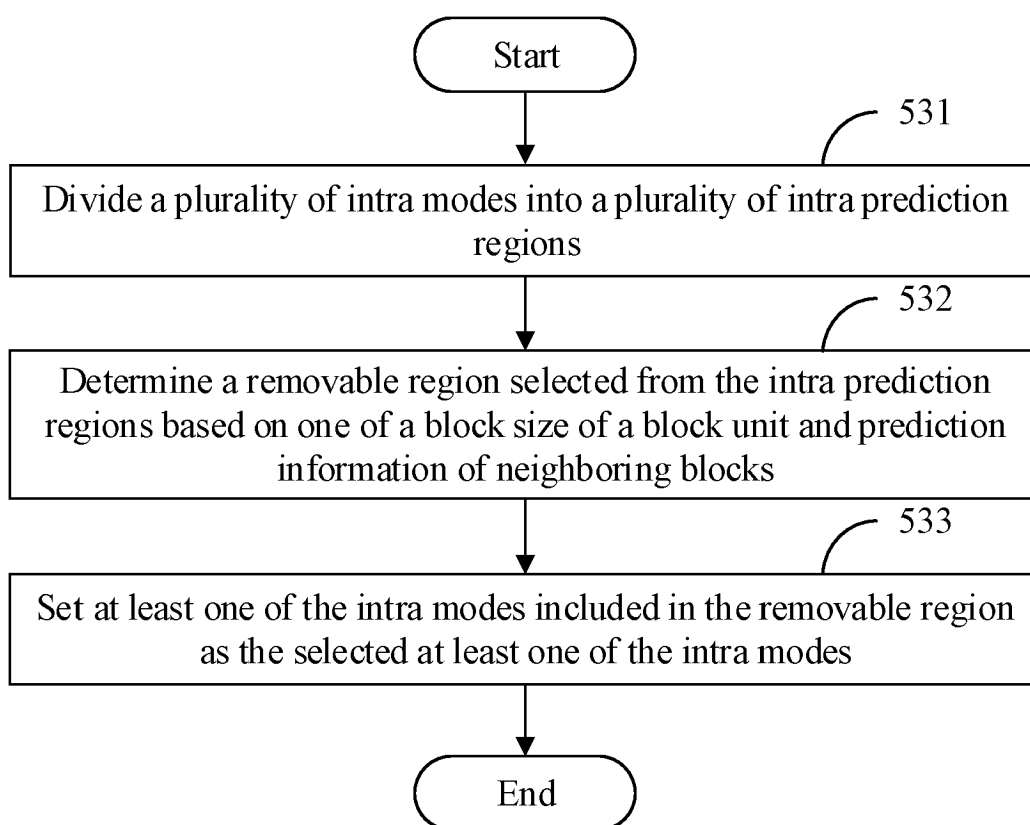 Start
531
Divide a plurality of intra modes into a plurality of intra prediction
regions
532
Determine a removable region selected from the intra prediction
regions based on one of a block size of a block unit and prediction
information of neighboring blocks
533
Set at least one of the intra modes included in the removable region
as the selected at least one of the intra modes
End